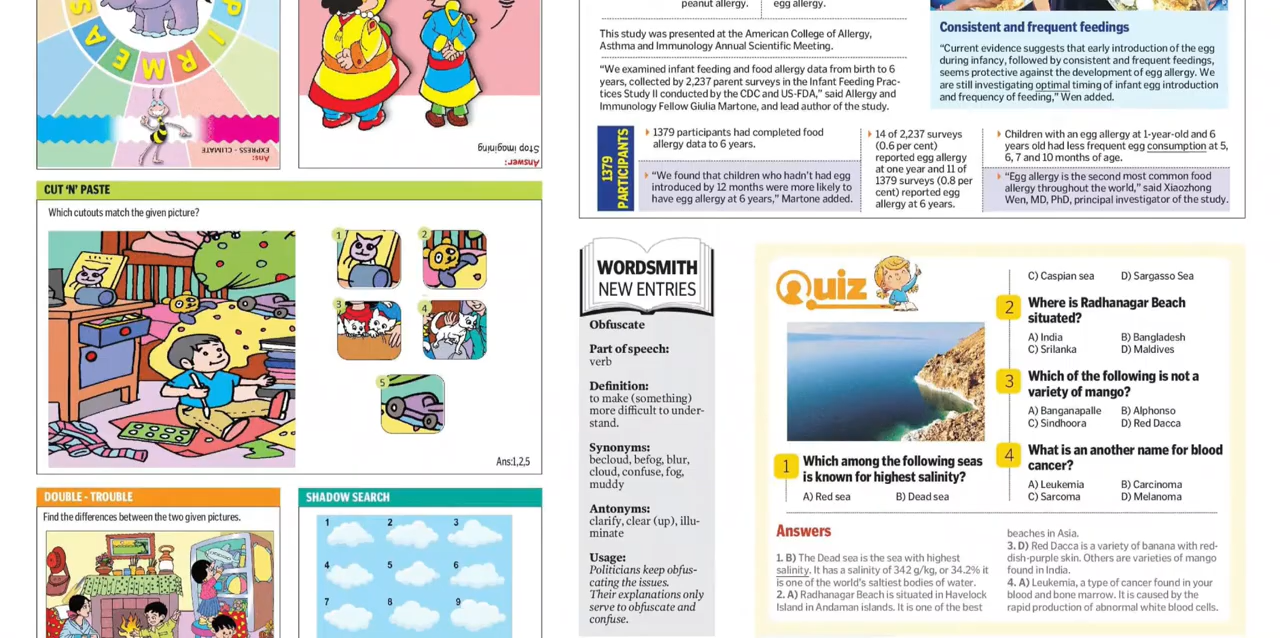 P I R M E A S
EXPRESS - CLIMATE
Ans:
Stop imagining
Answer:
CUT 'N' PASTE
Which cutouts match the given picture?
1
2
3
4
5
Ans:1,2,5
DOUBLE - TROUBLE
Find the differences between the two given pictures.
SHADOW SEARCH
1 2 3
4 5 6
7 8 9
peanut allergy.
egg allergy.
This study was presented at the American College of Allergy,
Asthma and Immunology Annual Scientific Meeting.
“We examined infant feeding and food allergy data from birth to 6
years, collected by 2,237 parent surveys in the Infant Feeding Prac-
tices Study II conducted by the CDC and US-FDA,” said Allergy and
Immunology Fellow Giulia Martone, and lead author of the study.
Consistent and frequent feedings
“Current evidence suggests that early introduction of the egg
during infancy, followed by consistent and frequent feedings,
seems protective against the development of egg allergy. We
are still investigating optimal timing of infant egg introduction
and frequency of feeding,” Wen added.
1379
PARTICIPANTS
1379 participants had completed food
allergy data to 6 years.
“We found that children who hadn't had egg
introduced by 12 months were more likely to
have egg allergy at 6 years,” Martone added.
14 of 2,237 surveys
(0.6 per cent)
reported egg allergy
at one year and 11 of
1379 surveys (0.8 per
cent) reported egg
allergy at 6 years.
Children with an egg allergy at 1-year-old and 6
years old had less frequent egg consumption at 5,
6, 7 and 10 months of age.
“Egg allergy is the second most common food
allergy throughout the world,” said Xiaozhong
Wen, MD, PhD, principal investigator of the study.
WORDSMITH
NEW ENTRIES
Obfuscate
Part of speech:
verb
Definition:
to make (something)
more difficult to under-
stand.
Synonyms:
becloud, befog, blur,
cloud, confuse, fog,
muddy
Antonyms:
clarify, clear (up), illu-
minate
Usage:
Politicians keep obfus-
cating the issues.
Their explanations only
serve to obfuscate and
confuse.
Quiz
1 Which among the following seas
is known for highest salinity?
A) Red sea B) Dead sea
C) Caspian sea D) Sargasso Sea
2 Where is Radhanagar Beach
situated?
A) India B) Bangladesh
C) Srilanka D) Maldives
3 Which of the following is not a
variety of mango?
A) Banganapalle B) Alphonso
C) Sindhoora D) Red Dacca
4 What is an another name for blood
cancer?
A) Leukemia B) Carcinoma
C) Sarcoma D) Melanoma
Answers
1. B) The Dead sea is the sea with highest
salinity. It has a salinity of 342 g/kg, or 34.2% it
is one of the world's saltiest bodies of water.
2. A) Radhanagar Beach is situated in Havelock
Island in Andaman islands. It is one of the best
beaches in Asia.
3. D) Red Dacca is a variety of banana with red-
dish-purple skin. Others are varieties of mango
found in India.
4. A) Leukemia, a type of cancer found in your
blood and bone marrow. It is caused by the
rapid production of abnormal white blood cells.